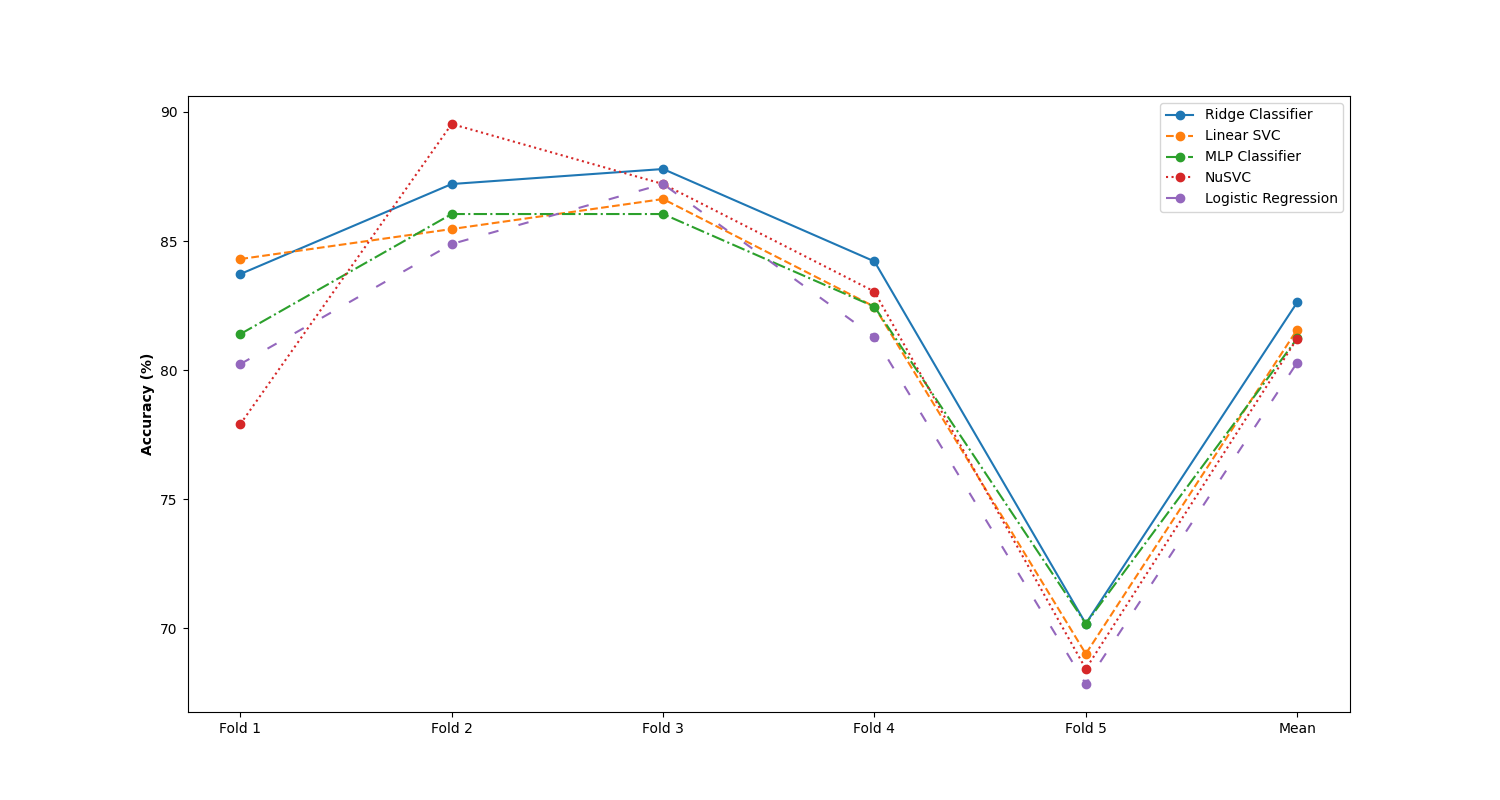 90
85
80
75
70
Accuracy (%)
Fold 1
Fold 2
Fold 3
Fold 4
Fold 5
Mean
Ridge Classifier
Linear SVC
MLP Classifier
NuSVC
Logistic Regression